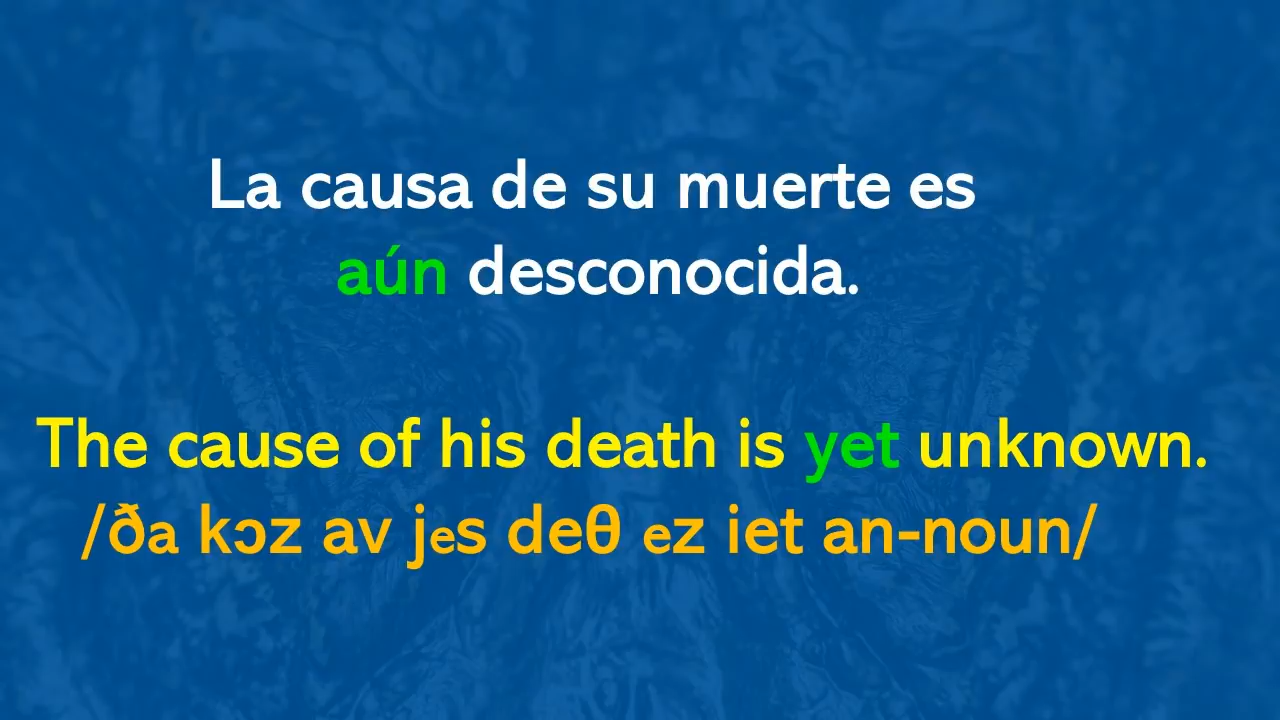 La causa de su muerte es
aún desconocida.
The cause of his death is yet unknown.
/ða kɔz av jes deθ ez iet an-noun/